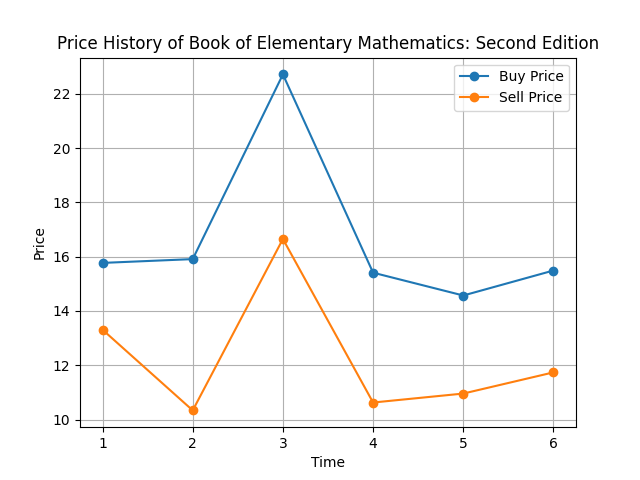 Price History of Book of Elementary Mathematics: Second Edition
Buy Price
Sell Price
Price
22
20
18
16
14
12
10
1 2 3 4 5 6
Time